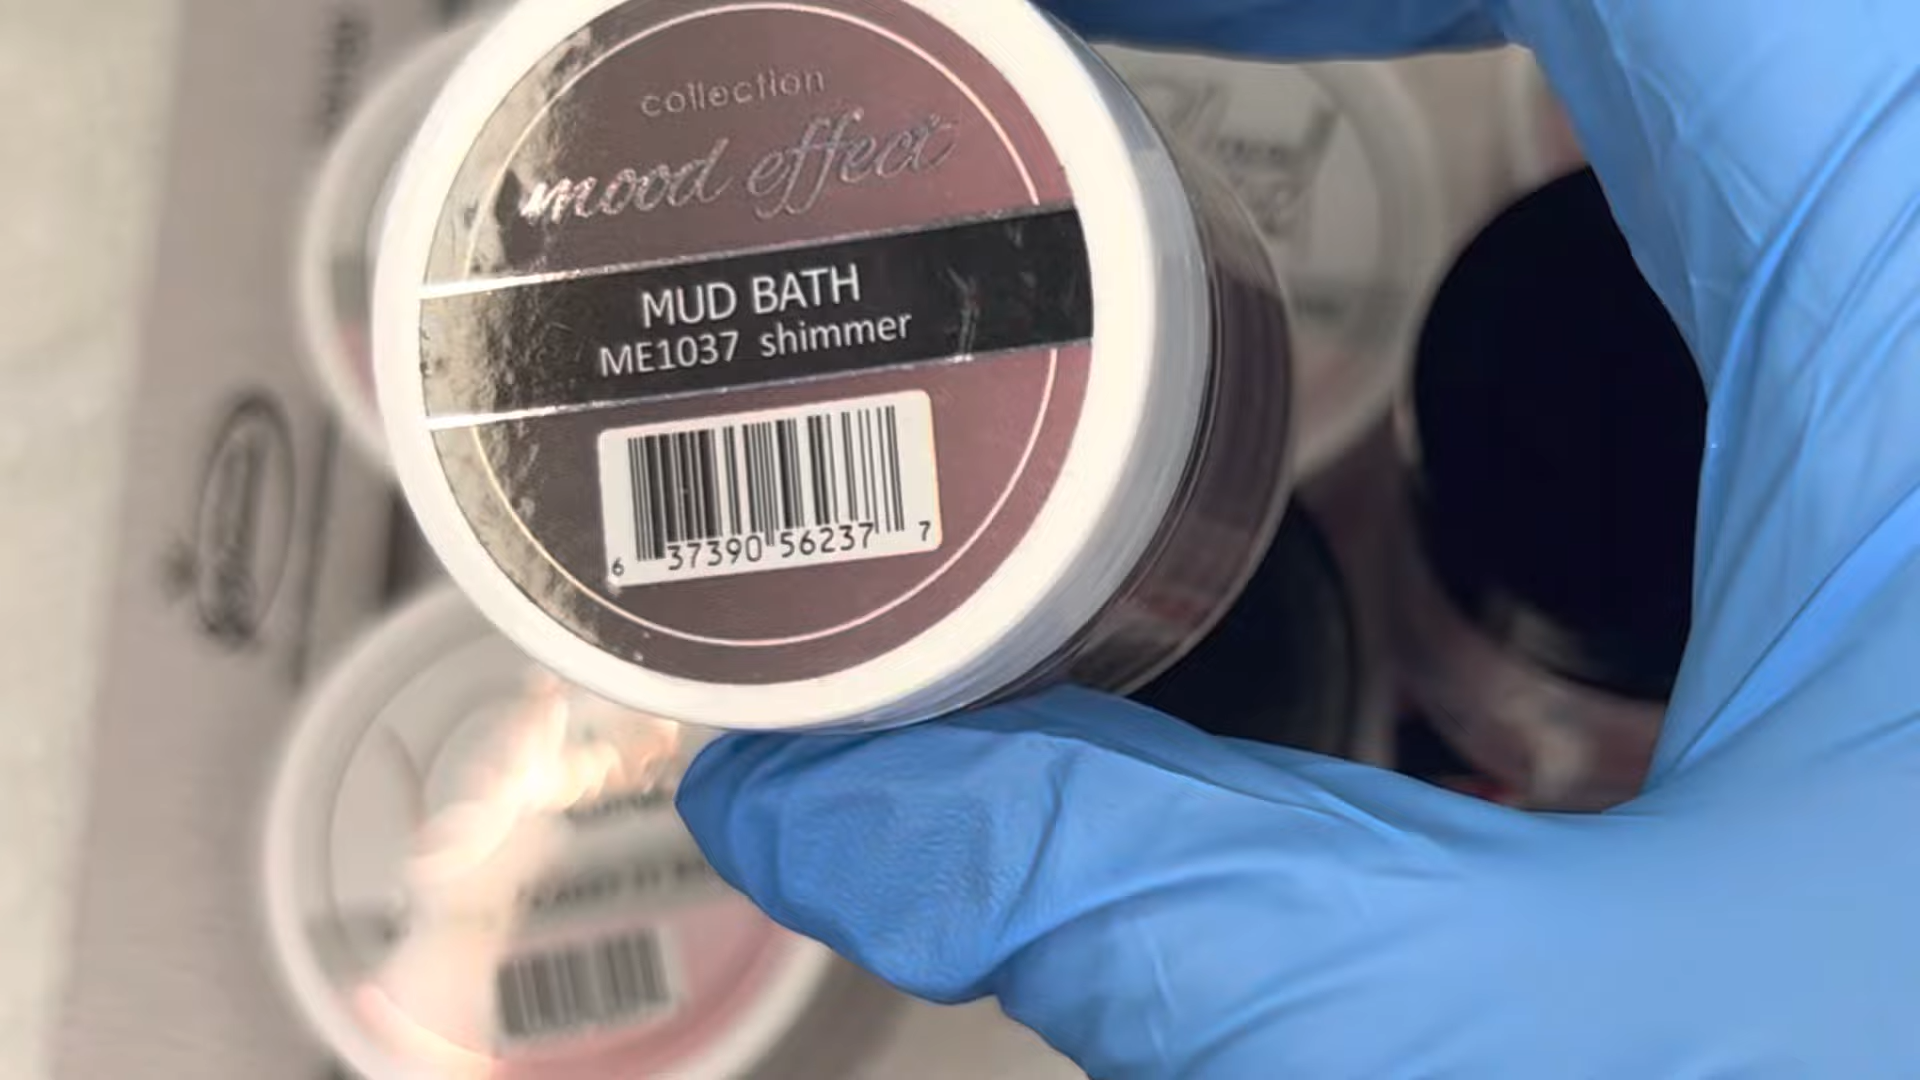 collection
mood effect
MUD BATH
ME1037 shimmer
6 37390 56237 7